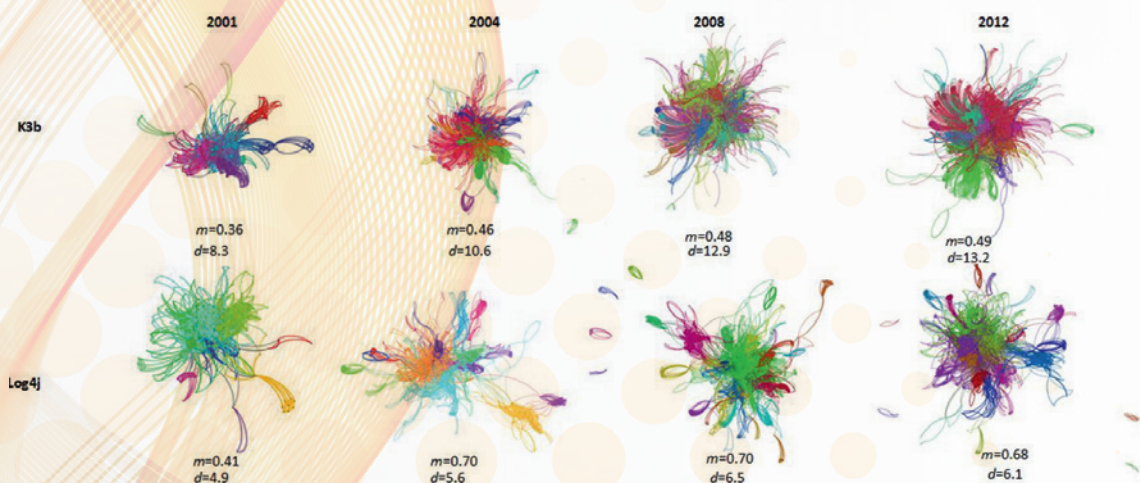 2001 2004 2008 2012
K3b
m=0.36 m=0.46 m=0.48 m=0.49
d=8.3 d=10.6 d=12.9 d=13.2
Log4j
m=0.41 m=0.70 m=0.70 m=0.68
d=4.9 d=5.6 d=6.5 d=6.1